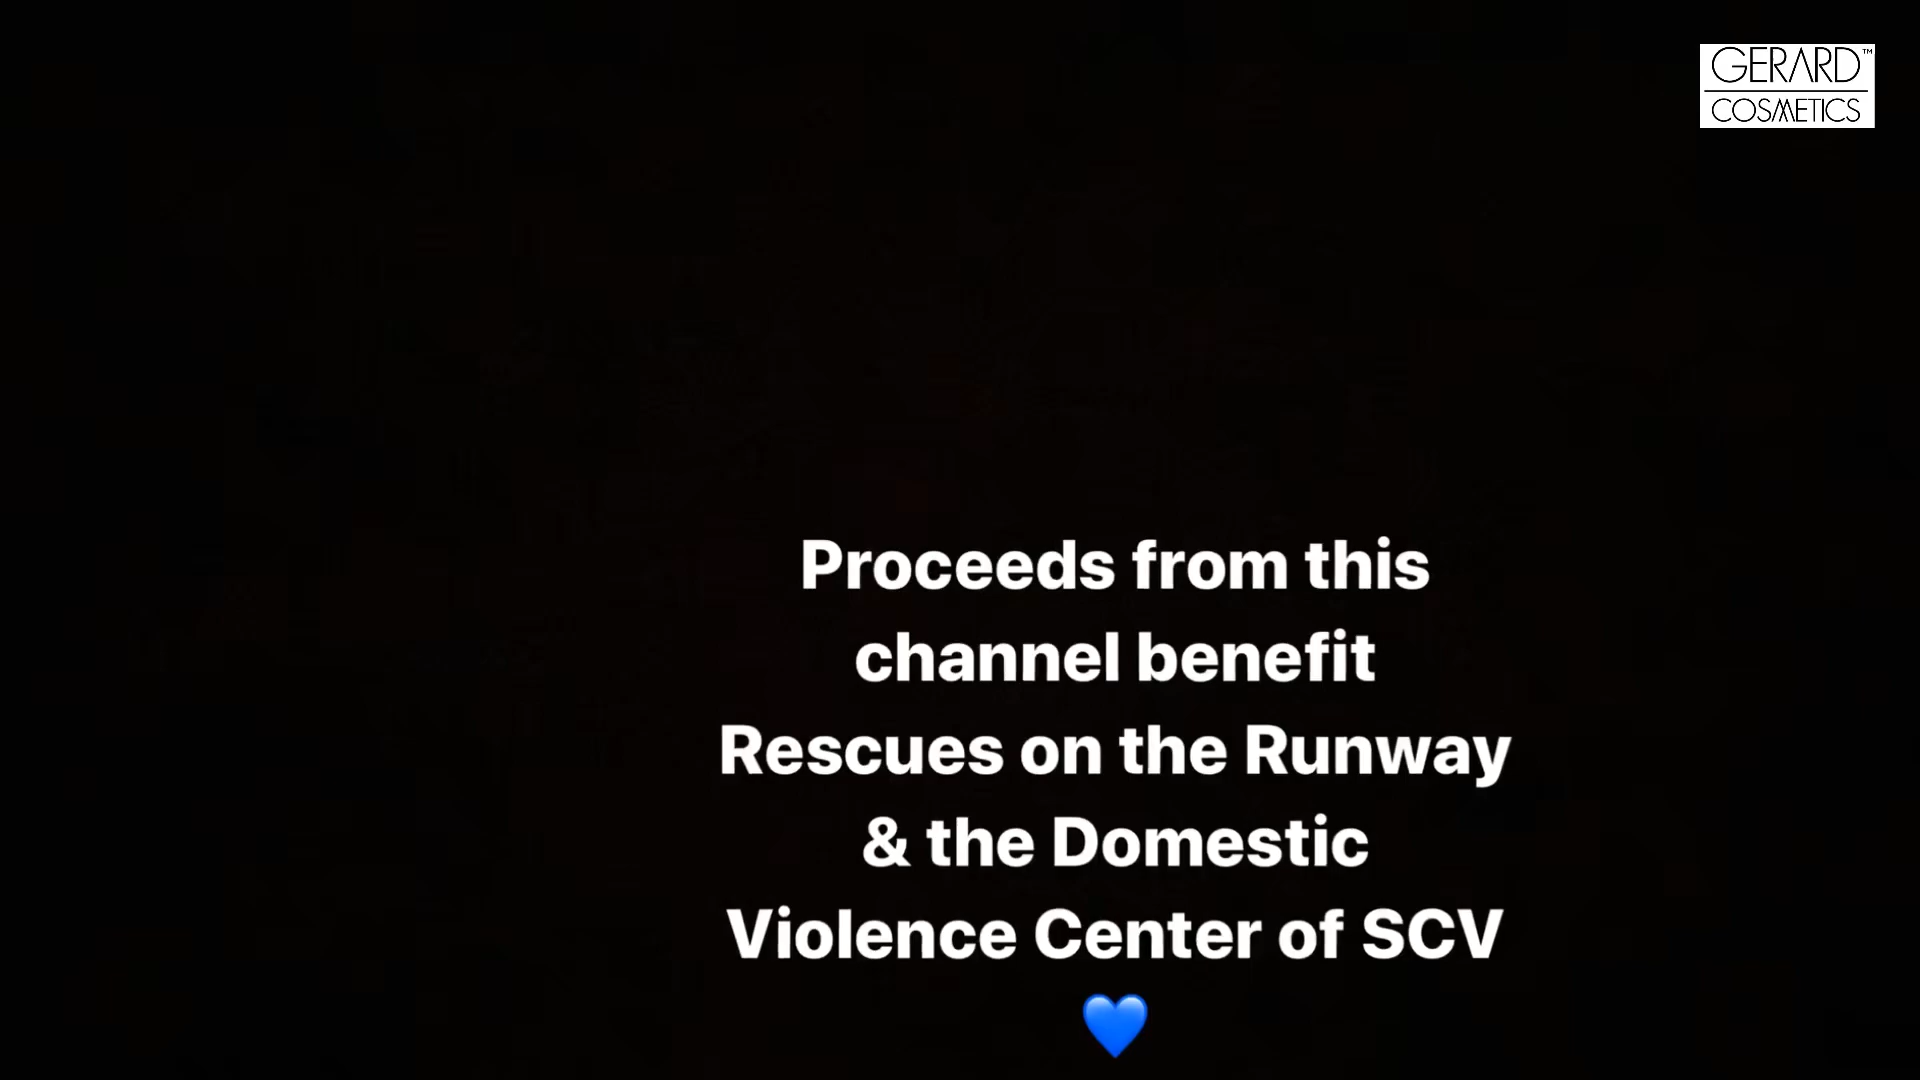 GERARD™
COSMETICS
Proceeds from this
channel benefit
Rescues on the Runway
& the Domestic
Violence Center of SCV
💙